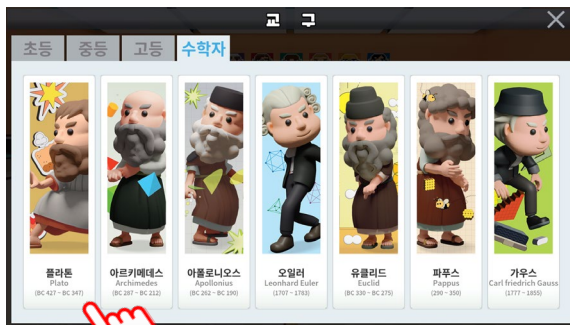 교 구
초등 중등 고등 수학자
플라톤
Plato
(BC 427 ~ BC 347)
아르키메데스
Archimedes
(BC 287 ~ BC 212)
아폴로니오스
Apollonius
(BC 262 ~ BC 190)
오일러
Leonhard Euler
(1707 ~ 1783)
유클리드
Euclid
(BC 330 ~ BC 275)
파푸스
Pappus
(290 ~ 350)
가우스
Carl friedrich Gauss
(1777 ~ 1855)